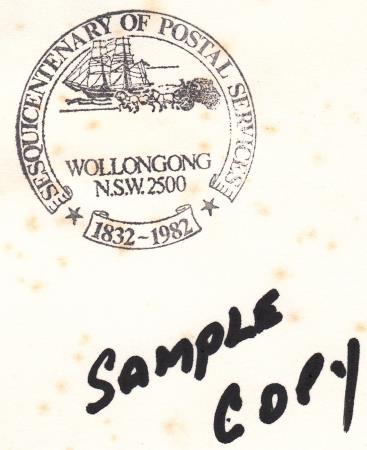 SESQUICENTENARY OF POSTAL SERVICES
WOLLONGONG
N.S.W. 2500
1832~1982
SAMPLE
COPY